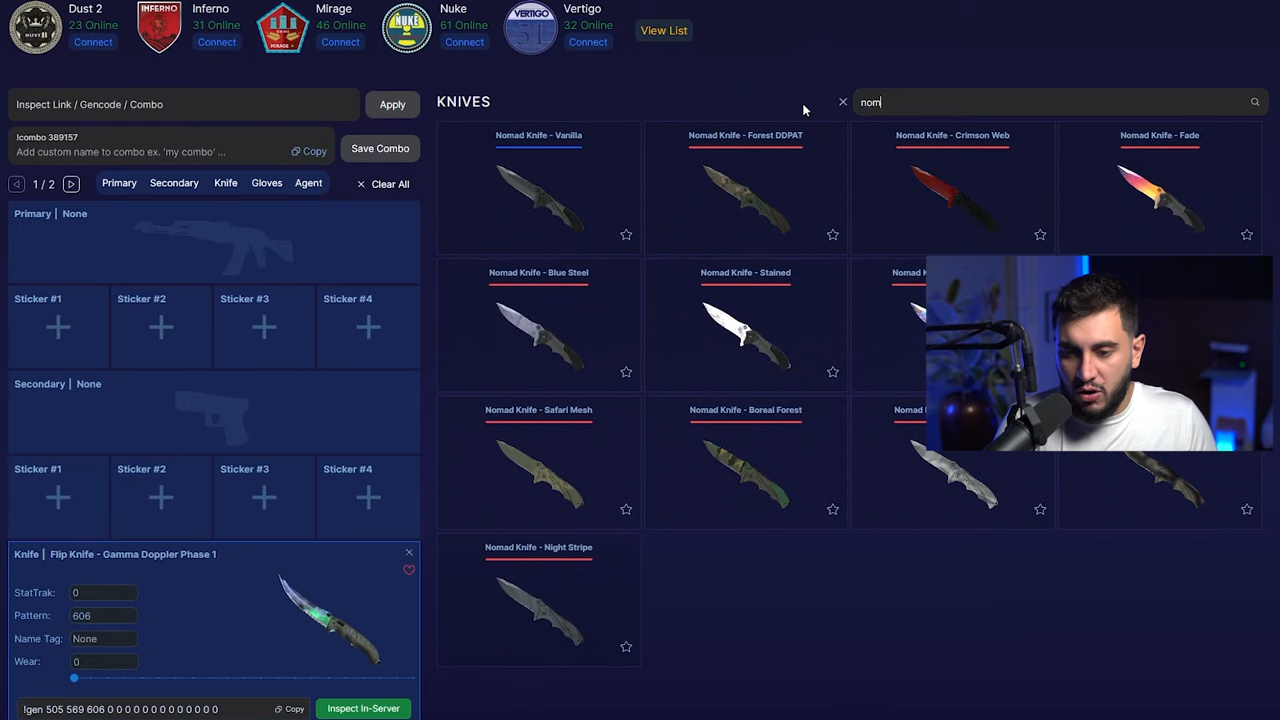 Dust 2
23 Online
Connect
Inferno
31 Online
Connect
Mirage
46 Online
Connect
Nuke
61 Online
Connect
Vertigo
32 Online
Connect
View List
Inspect Link / Gencode / Combo
Apply
!combo 389157
Add custom name to combo ex. 'my combo' ...
Copy
Save Combo
1 / 2
Primary
Secondary
Knife
Gloves
Agent
Clear All
Primary | None
Sticker #1
Sticker #2
Sticker #3
Sticker #4
Secondary | None
Sticker #1
Sticker #2
Sticker #3
Sticker #4
Knife | Flip Knife - Gamma Doppler Phase 1
StatTrak: 0
Pattern: 606
Name Tag: None
Wear: 0
!gen 505 569 606 0 0 0 0 0 0 0 0 0 0 0
Copy
Inspect In-Server
KNIVES
nom
Nomad Knife - Vanilla
Nomad Knife - Forest DDPAT
Nomad Knife - Crimson Web
Nomad Knife - Fade
Nomad Knife - Blue Steel
Nomad Knife - Stained
Nomad
Nomad Knife - Safari Mesh
Nomad Knife - Boreal Forest
Nomad
Nomad Knife - Night Stripe